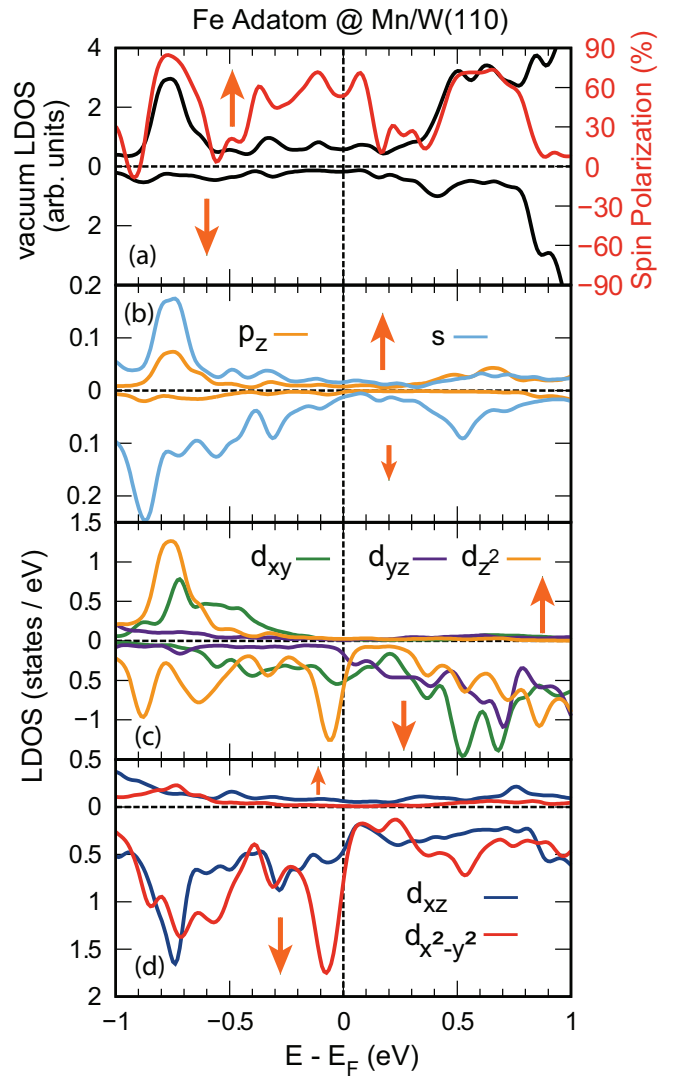 Fe Adatom @ Mn/W(110)
vacuum LDOS
(arb. units)
4
2
0
2
(a)
90
60
30
0
−30
−60
−90
Spin Polarization (%)
0.2
(b)
p_z
s
0.1
0
0.1
0.2
1.5
d_xy
d_yz
d_z²
1
0.5
0
0.5
−1
(c)
0.5
LDOS (states / eV)
0
0.5
1
1.5
2
d_xz
d_x²-y²
(d)
−1
−0.5
0
0.5
1
E - E_F (eV)